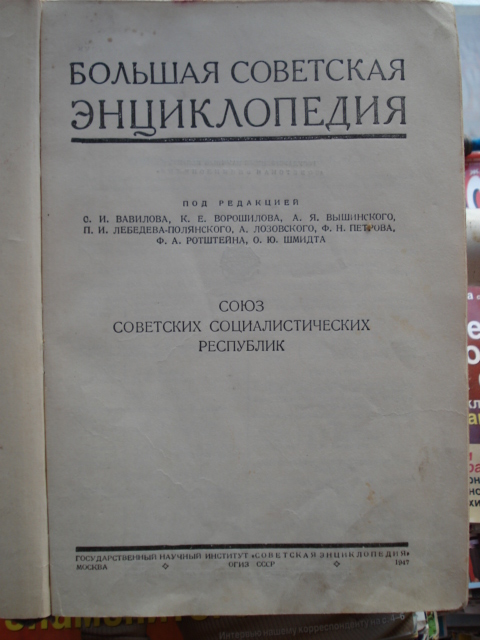 БОЛЬШАЯ СОВЕТСКАЯ
ЭНЦИКЛОПЕДИЯ
ПОД РЕДАКЦИЕЙ
С. И. ВАВИЛОВА, К. Е. ВОРОШИЛОВА, А. Я. ВЫШИНСКОГО,
П. И. ЛЕБЕДЕВА-ПОЛЯНСКОГО, А. ЛОЗОВСКОГО, Ф. Н. ПЕТРОВА,
Ф. А. РОТШТЕЙНА, О. Ю. ШМИДТА
СОЮЗ
СОВЕТСКИХ СОЦИАЛИСТИЧЕСКИХ
РЕСПУБЛИК
ГОСУДАРСТВЕННЫЙ НАУЧНЫЙ ИНСТИТУТ «СОВЕТСКАЯ ЭНЦИКЛОПЕДИЯ»
МОСКВА ОГИЗ СССР 1947